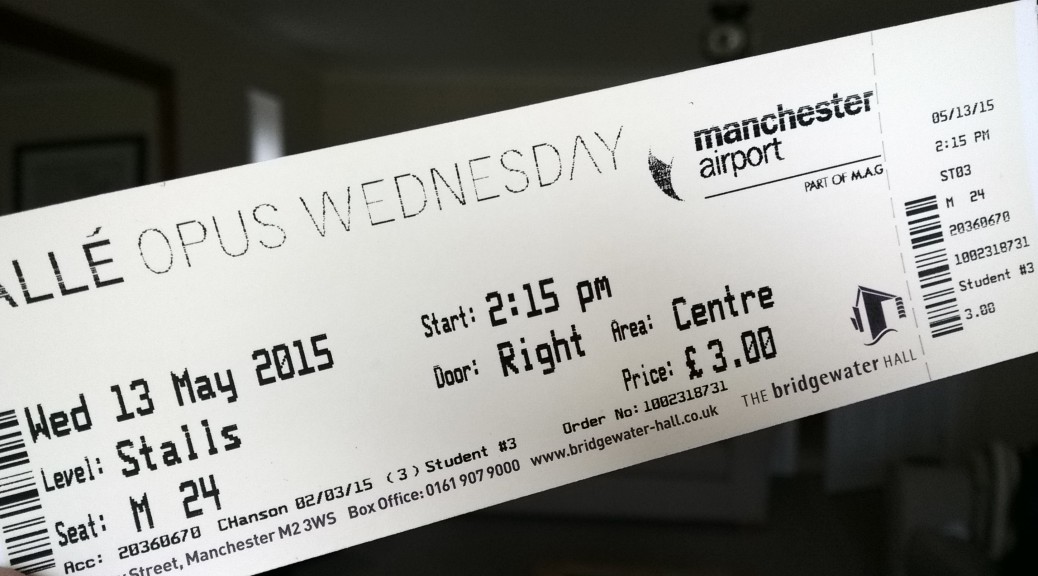 ALLÉ OPUS WEDNESDAY
manchester
airport
PART OF M.A.G
Wed 13 May 2015
Start: 2:15 pm
Level: Stalls
Door: Right Area: Centre
Seat: M 24
Price: £3.00
Acc: 20360670 CHanson 02/03/15 (3) Student #3
Order No: 1002318731
Street, Manchester M2 3WS Box Office: 0161 907 9000 www.bridgewater-hall.co.uk
THE bridgewater HALL
05/13/15
2:15 PM
ST03
M 24
20360670
1002318731
Student #3
3.00